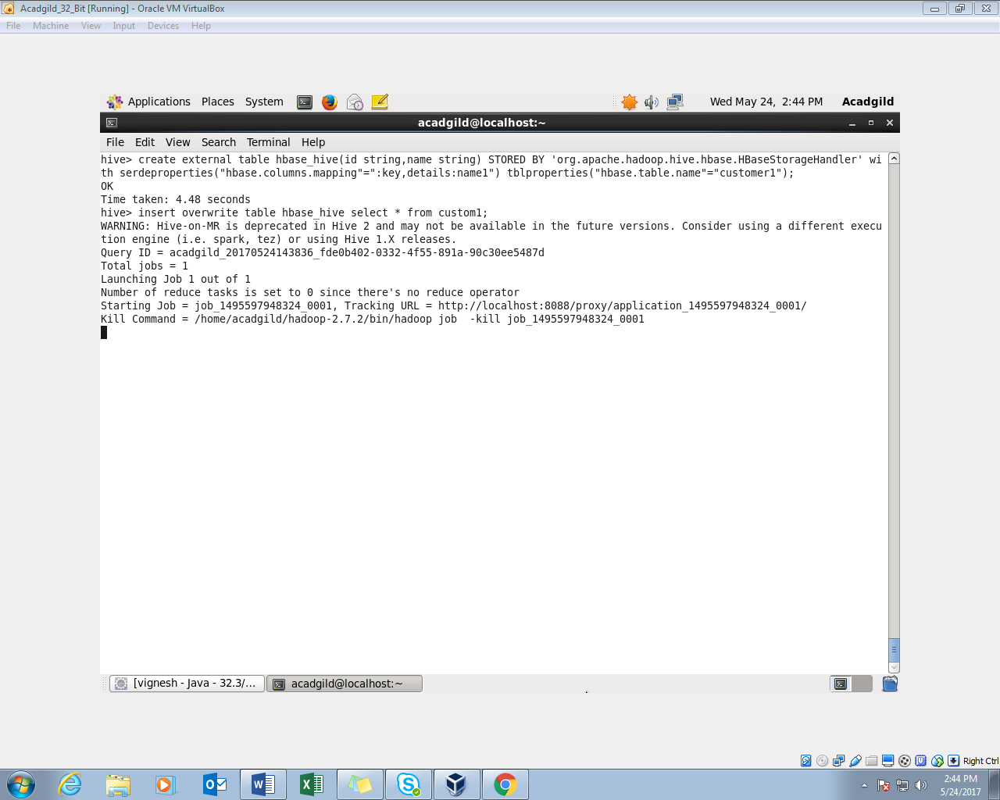 Acadgild_32_Bit [Running] - Oracle VM VirtualBox
File Machine View Input Devices Help
Applications Places System Wed May 24, 2:44 PM Acadgild
acadgild@localhost:~
File Edit View Search Terminal Help
hive> create external table hbase_hive(id string,name string) STORED BY 'org.apache.hadoop.hive.hbase.HBaseStorageHandler' wi
th serdeproperties("hbase.columns.mapping"=":key,details:name1") tblproperties("hbase.table.name"="customer1");
OK
Time taken: 4.48 seconds
hive> insert overwrite table hbase_hive select * from custom1;
WARNING: Hive-on-MR is deprecated in Hive 2 and may not be available in the future versions. Consider using a different execu
tion engine (i.e. spark, tez) or using Hive 1.X releases.
Query ID = acadgild_20170524143836_fde0b402-0332-4f55-891a-90c30ee5487d
Total jobs = 1
Launching Job 1 out of 1
Number of reduce tasks is set to 0 since there's no reduce operator
Starting Job = job_1495597948324_0001, Tracking URL = http://localhost:8088/proxy/application_1495597948324_0001/
Kill Command = /home/acadgild/hadoop-2.7.2/bin/hadoop job  -kill job_1495597948324_0001
[vignesh - Java - 32.3/... acadgild@localhost:~
Right Ctrl
2:44 PM
5/24/2017